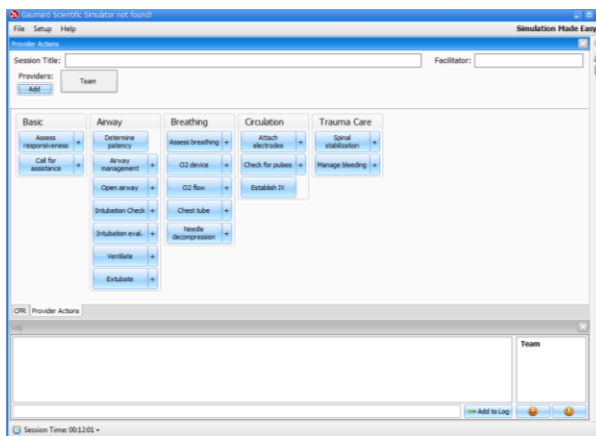 Gaumard Scientific Simulator not found!
File Setup Help
Simulation Made Easy
Provider Actions
Session Title:
Facilitator:
Providers:
Add
Team
Basic
Assess
responsiveness +
Call for
assistance +
Airway
Determine
patency
Airway
management +
Open airway +
Intubation Check +
Intubation eval. +
Ventilate +
Extubate +
Breathing
Assess breathing +
O2 device +
O2 flow +
Chest tube +
Needle
decompression +
Circulation
Attach
electrodes +
Check for pulses +
Establish IV
Trauma Care
Spinal
stabilization +
Manage bleeding +
CPR Provider Actions
Log
Team
Add to Log
Session Time: 00:12:01